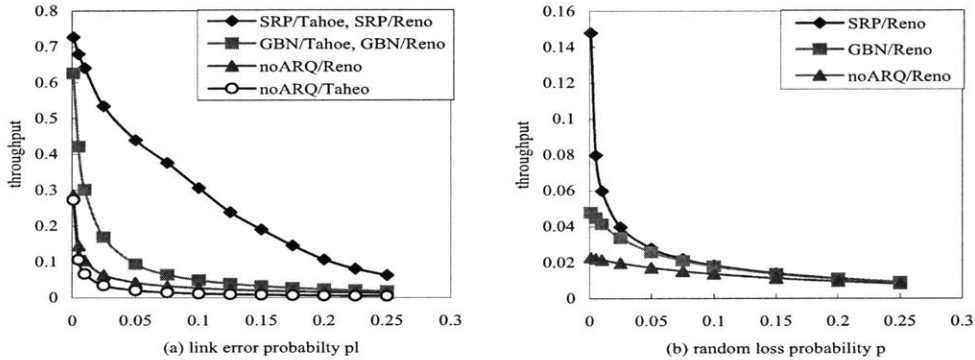 0.8
0.7
0.6
0.5
0.4
0.3
0.2
0.1
0
throughput
SRP/Tahoe, SRP/Reno
GBN/Tahoe, GBN/Reno
noARQ/Reno
noARQ/Taheo
0 0.05 0.1 0.15 0.2 0.25 0.3
(a) link error probabilty pl
0.16
0.14
0.12
0.1
0.08
0.06
0.04
0.02
0
throughput
SRP/Reno
GBN/Reno
noARQ/Reno
0 0.05 0.1 0.15 0.2 0.25 0.3
(b) random loss probability p